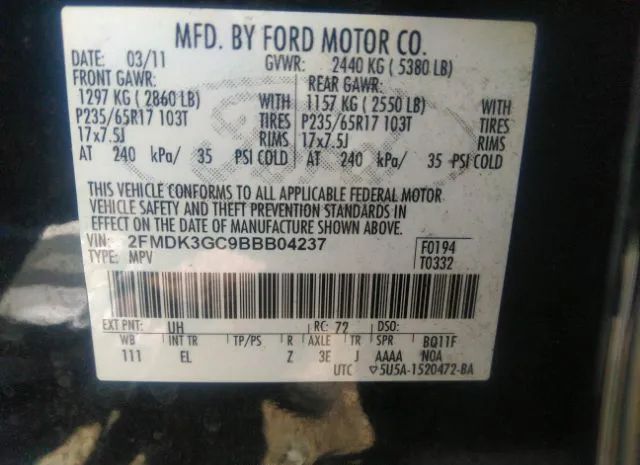 MFD. BY FORD MOTOR CO.
DATE: 03/11 GVWR: 2440 KG (5380 LB)
FRONT GAWR: REAR GAWR:
1297 KG (2860 LB) WITH 1157 KG (2550 LB) WITH
P235/65R17 103T TIRES P235/65R17 103T TIRES
17x7.5J RIMS 17x7.5J RIMS
AT 240 kPa/ 35 PSI COLD AT 240 kPa/ 35 PSI COLD
THIS VEHICLE CONFORMS TO ALL APPLICABLE FEDERAL MOTOR
VEHICLE SAFETY AND THEFT PREVENTION STANDARDS IN
EFFECT ON THE DATE OF MANUFACTURE SHOWN ABOVE.
VIN: 2FMDK3GC9BBB04237 F0194
TYPE: MPV T0332
EXT PNT: UH RC: 72 DSO:
WB INT TR TP/PS R AXLE TR SPR BQ11F
111 EL Z 3E J AAAA N0A
UTC ▽5U5A-1520472-BA